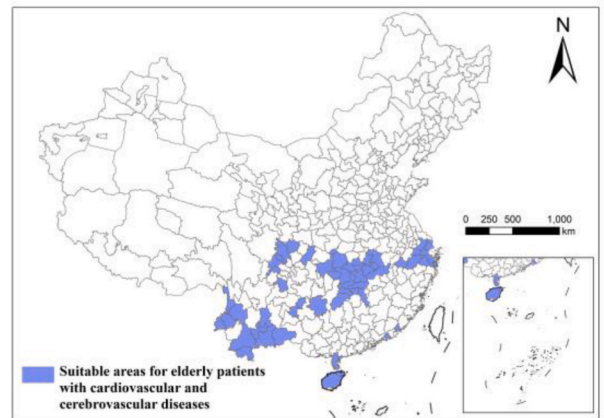 N
0 250 500 1,000
km
Suitable areas for elderly patients
with cardiovascular and
cerebrovascular diseases